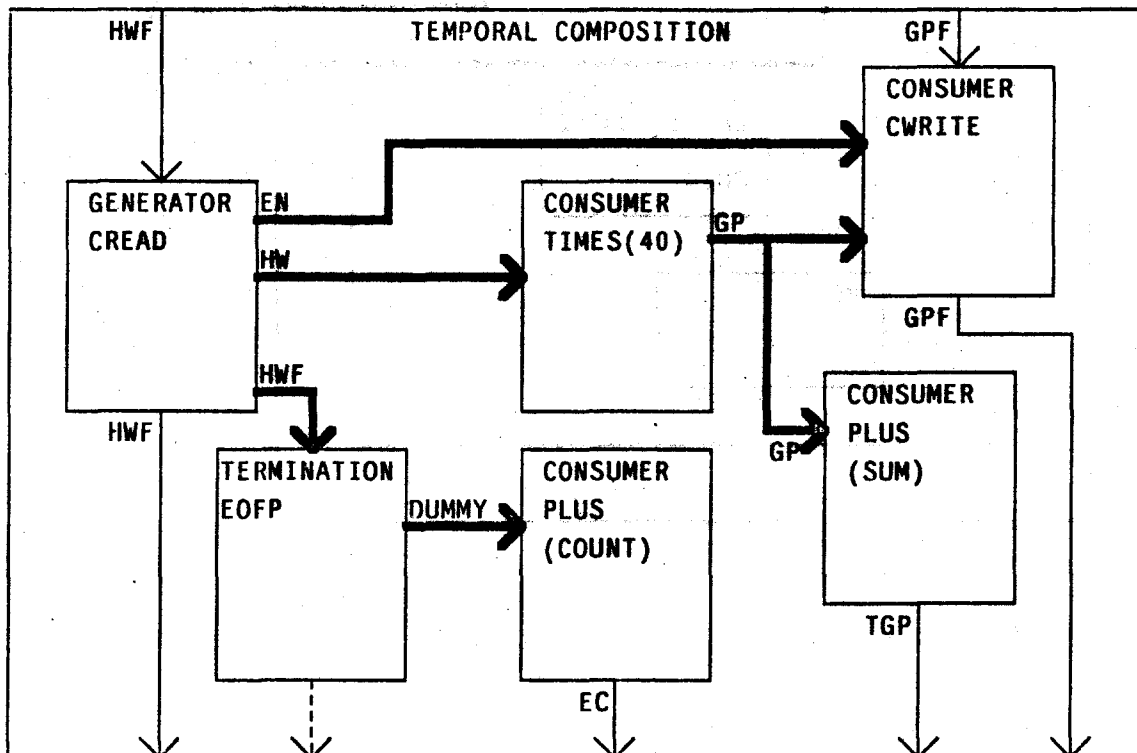 HWF
TEMPORAL COMPOSITION
GPF
CONSUMER
CWRITE
GENERATOR
CREAD
EN
HW
HWF
HWF
CONSUMER
TIMES(40)
GP
GPF
CONSUMER
PLUS
(SUM)
GP
TERMINATION
EOFP
DUMMY
CONSUMER
PLUS
(COUNT)
TGP
EC